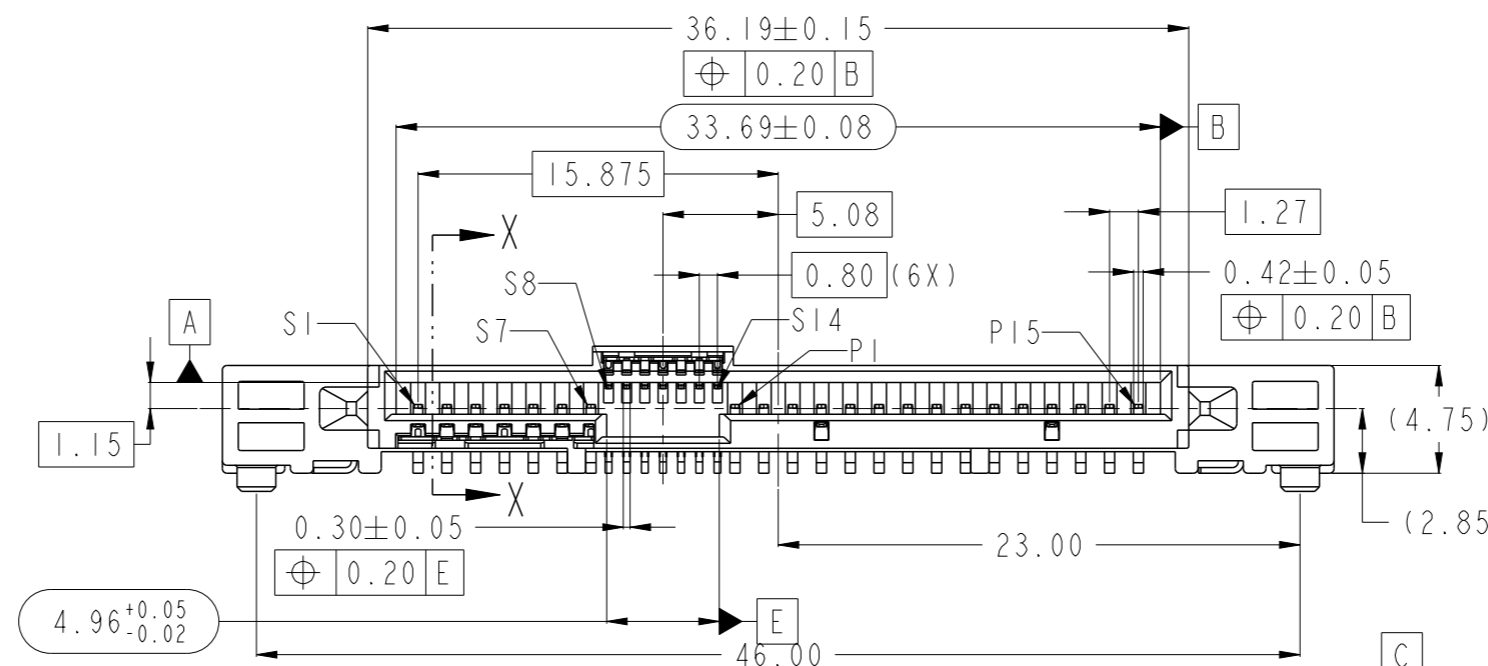 36.19±0.15
⌖ 0.20 B
33.69±0.08
B
15.875
5.08
1.27
X
S8
0.80 (6X)
0.42±0.05
⌖ 0.20 B
A
S1
S7
S14
P1
P15
1.15
(4.75)
X
0.30±0.05
⌖ 0.20 E
23.00
(2.85
4.96 +0.05
-0.02
E
46.00
C